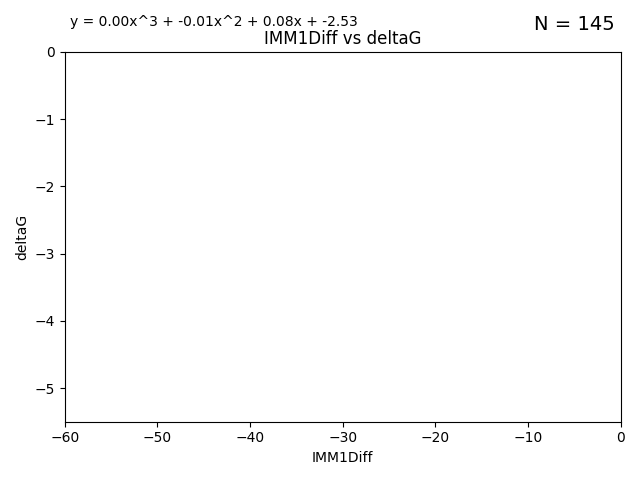 y = 0.00x^3 + -0.01x^2 + 0.08x + -2.53
N = 145
IMM1Diff vs deltaG
0
−1
−2
−3
−4
−5
deltaG
−60 −50 −40 −30 −20 −10 0
IMM1Diff